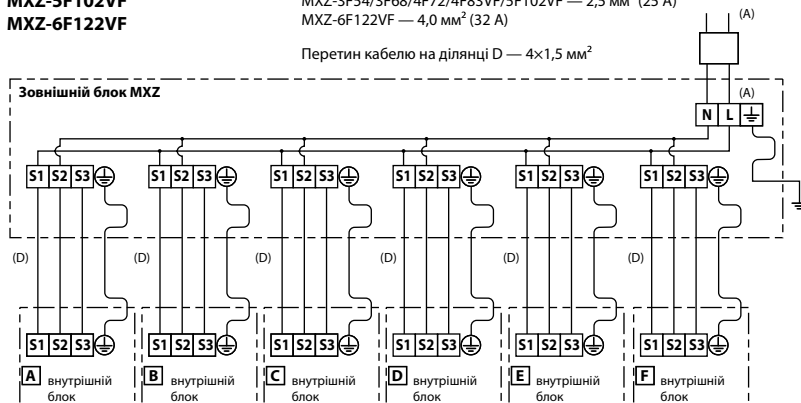 MXZ-5F102VF
MXZ-6F122VF
MXZ-3F54/3F68/4F72/4F83VF/5F102VF — 2,5 мм² (25 А)
MXZ-6F122VF — 4,0 мм² (32 А)
Перетин кабелю на ділянці D — 4×1,5 мм²
(A)
Зовнішній блок MXZ
(A)
N L
S1 S2 S3 S1 S2 S3 S1 S2 S3 S1 S2 S3 S1 S2 S3 S1 S2 S3
(D) (D) (D) (D) (D) (D)
S1 S2 S3 S1 S2 S3 S1 S2 S3 S1 S2 S3 S1 S2 S3 S1 S2 S3
A внутрішній B внутрішній C внутрішній D внутрішній E внутрішній F внутрішній
блок блок блок блок блок блок